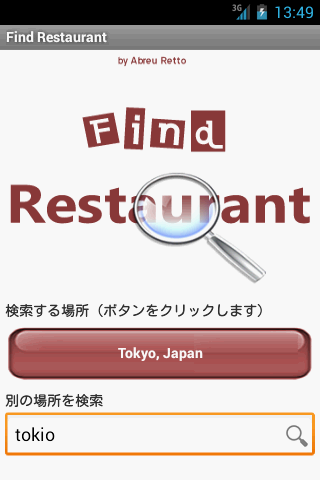 3G 13:49
Find Restaurant
by Abreu Retto
Find
Restaurant
検索する場所（ボタンをクリックします）
Tokyo, Japan
別の場所を検索
tokio